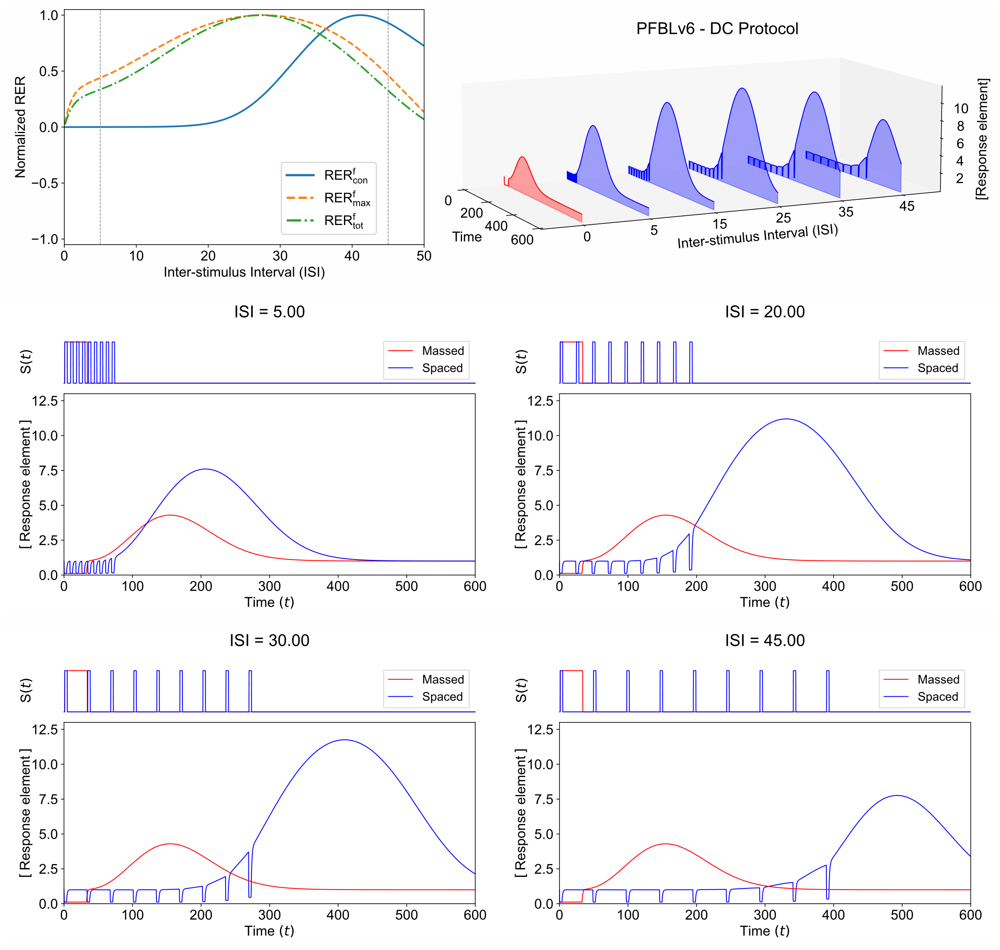 1.0
0.5
0.0
−0.5
−1.0
Normalized RER
RER^f_con
RER^f_max
RER^f_tot
0 10 20 30 40 50
Inter-stimulus Interval (ISI)
PFBLv6 - DC Protocol
10
8
6
4
2
[Response element]
0
200
400
600
Time
0 5 15 25 35 45
Inter-stimulus Interval (ISI)
ISI = 5.00
S(t)
Massed
Spaced
12.5
10.0
7.5
5.0
2.5
0.0
[ Response element ]
0 100 200 300 400 500 600
Time (t)
ISI = 20.00
S(t)
Massed
Spaced
12.5
10.0
7.5
5.0
2.5
0.0
[ Response element ]
0 100 200 300 400 500 600
Time (t)
ISI = 30.00
S(t)
Massed
Spaced
12.5
10.0
7.5
5.0
2.5
0.0
[ Response element ]
0 100 200 300 400 500 600
Time (t)
ISI = 45.00
S(t)
Massed
Spaced
12.5
10.0
7.5
5.0
2.5
0.0
[ Response element ]
0 100 200 300 400 500 600
Time (t)